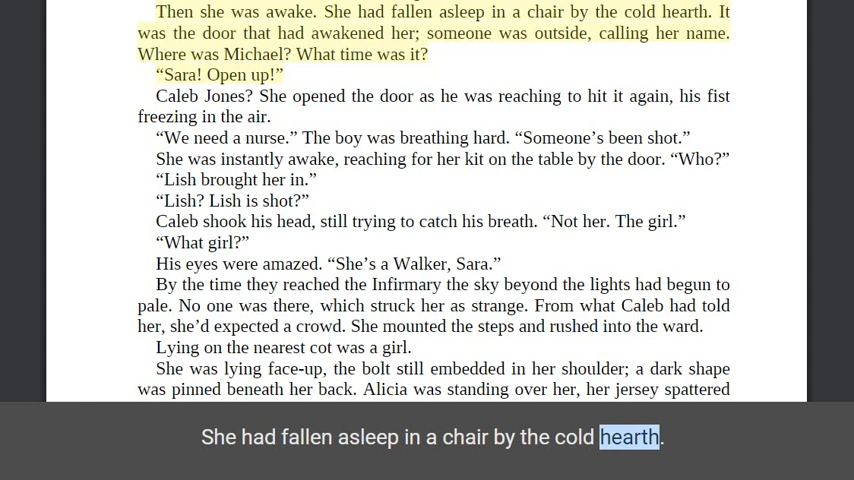 Then she was awake. She had fallen asleep in a chair by the cold hearth. It
was the door that had awakened her; someone was outside, calling her name.
Where was Michael? What time was it?
“Sara! Open up!”
Caleb Jones? She opened the door as he was reaching to hit it again, his fist
freezing in the air.
“We need a nurse.” The boy was breathing hard. “Someone’s been shot.”
She was instantly awake, reaching for her kit on the table by the door. “Who?”
“Lish brought her in.”
“Lish? Lish is shot?”
Caleb shook his head, still trying to catch his breath. “Not her. The girl.”
“What girl?”
His eyes were amazed. “She’s a Walker, Sara.”
By the time they reached the Infirmary the sky beyond the lights had begun to
pale. No one was there, which struck her as strange. From what Caleb had told
her, she’d expected a crowd. She mounted the steps and rushed into the ward.
Lying on the nearest cot was a girl.
She was lying face-up, the bolt still embedded in her shoulder; a dark shape
was pinned beneath her back. Alicia was standing over her, her jersey spattered
She had fallen asleep in a chair by the cold hearth.